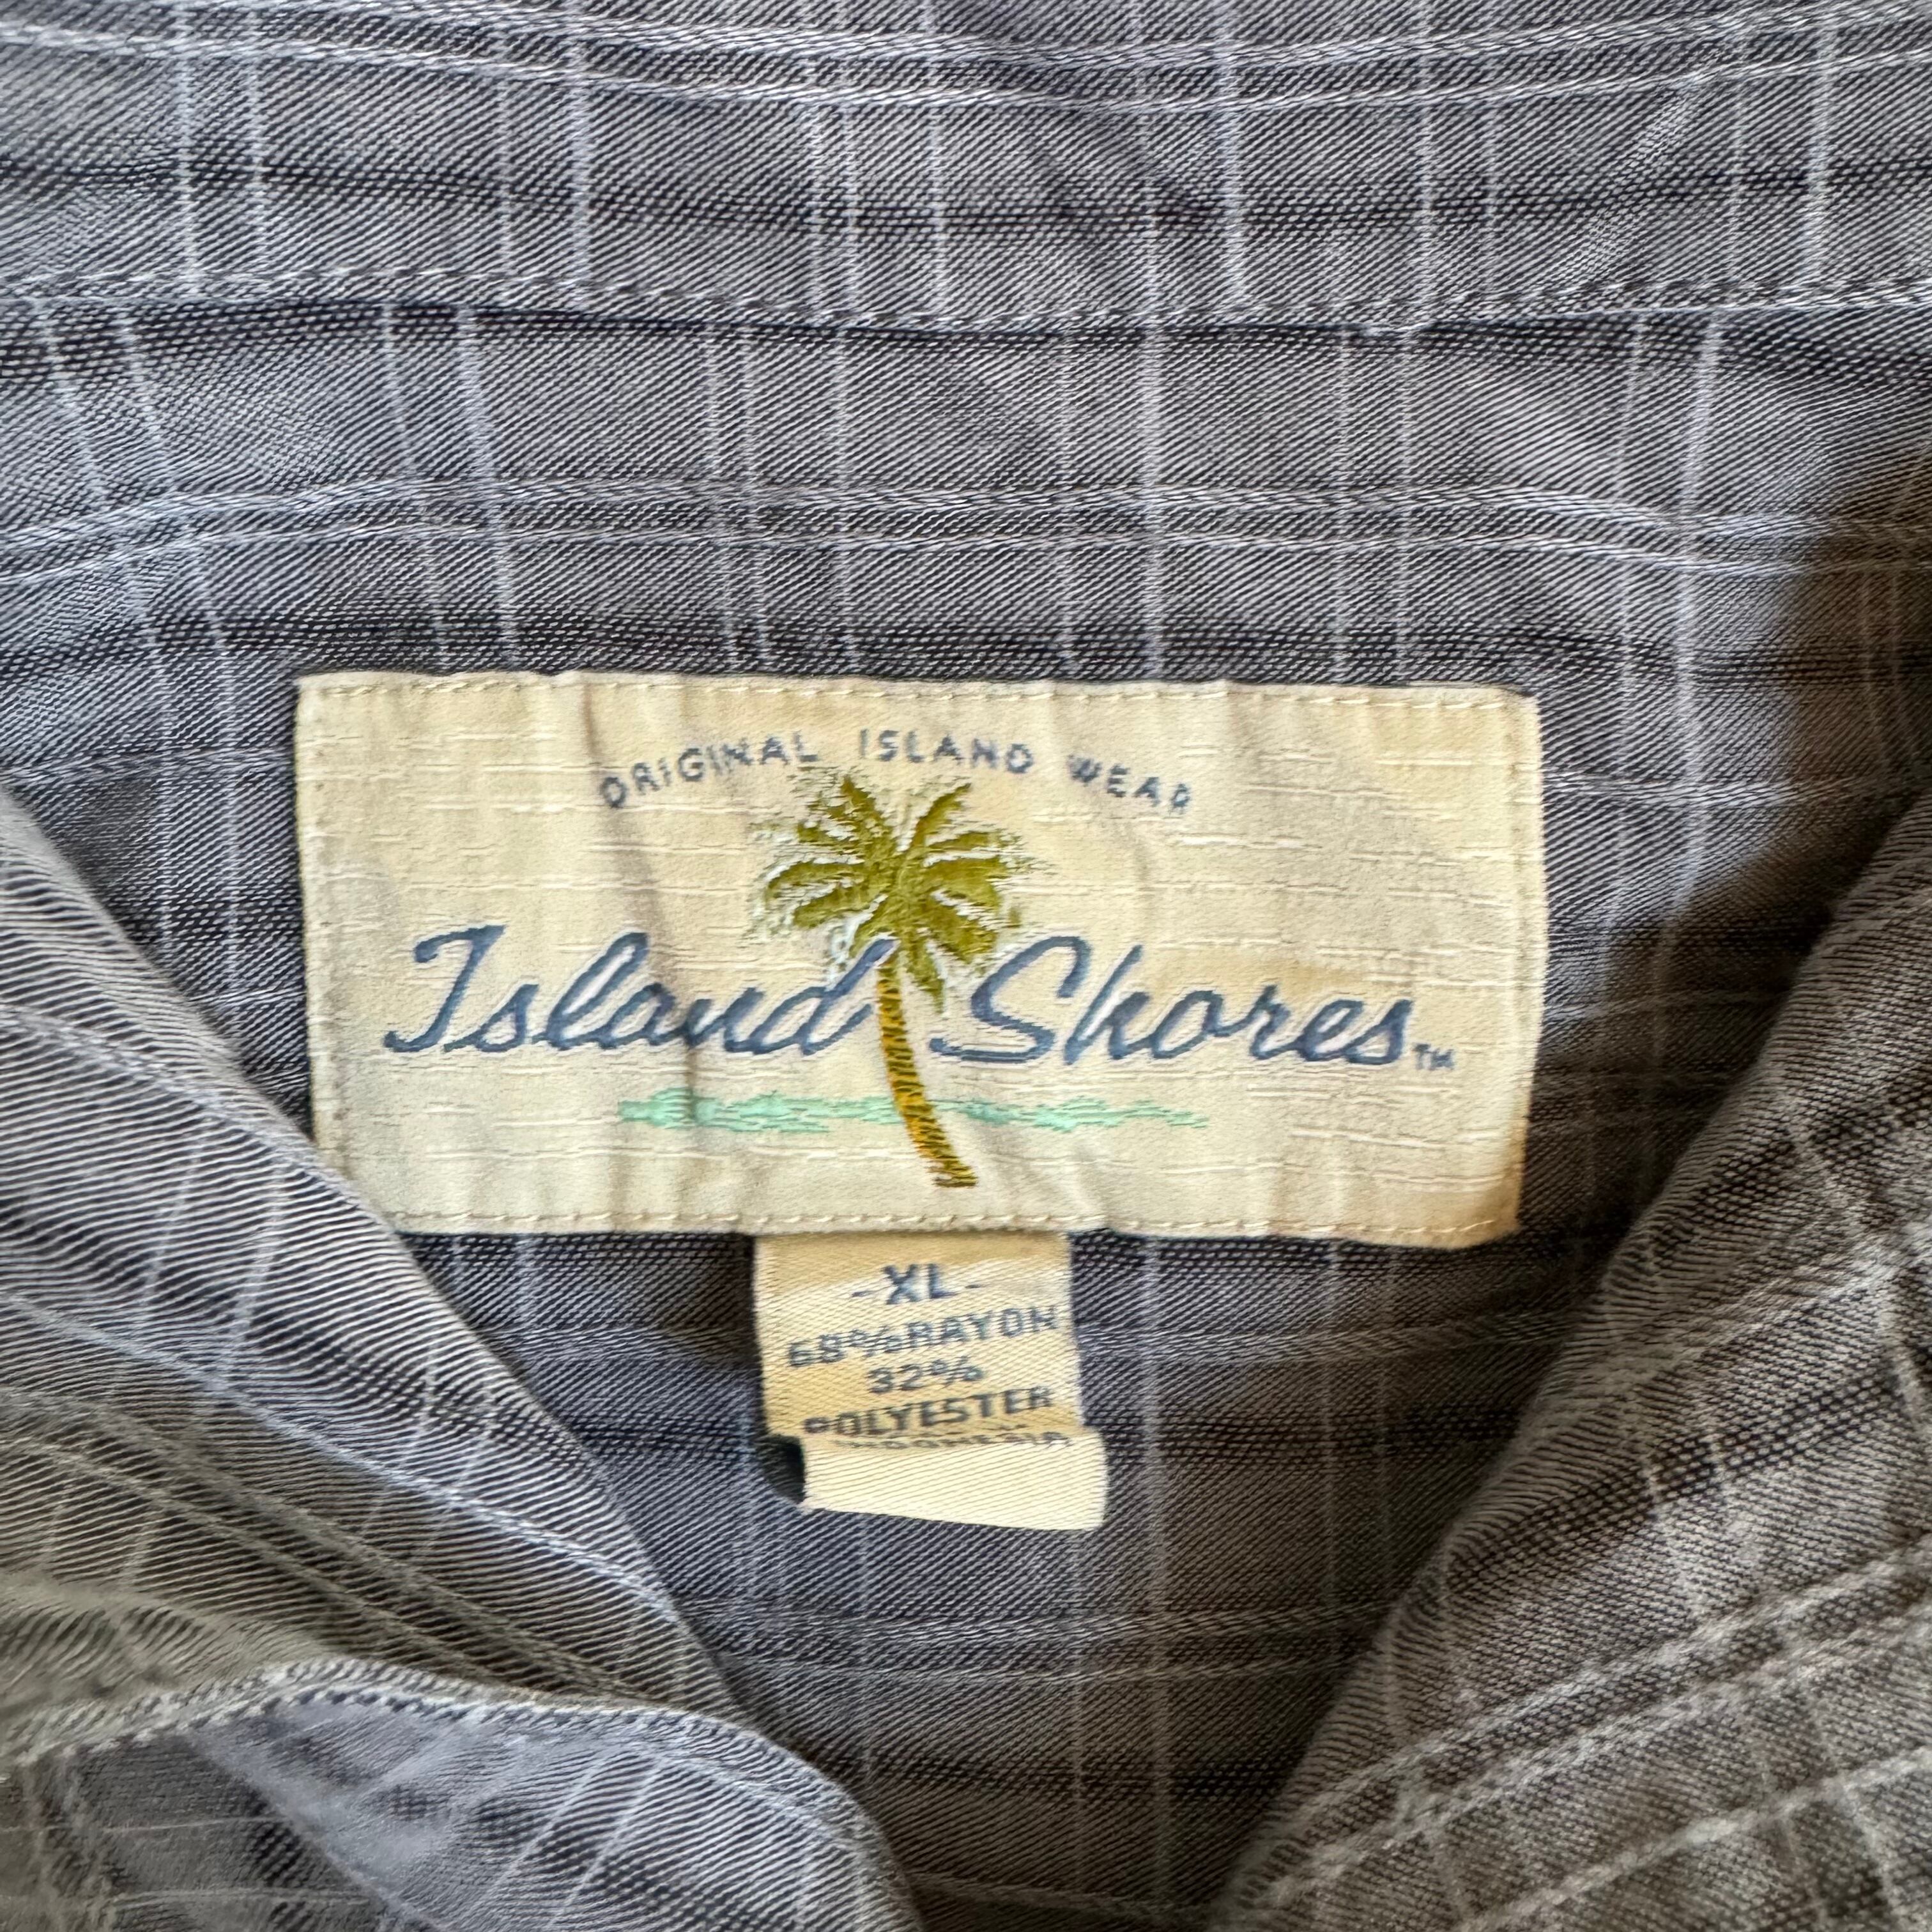 ORIGINAL ISLAND WEAR
Island Shores™
-XL-
68%RAYON
32%
POLYESTER